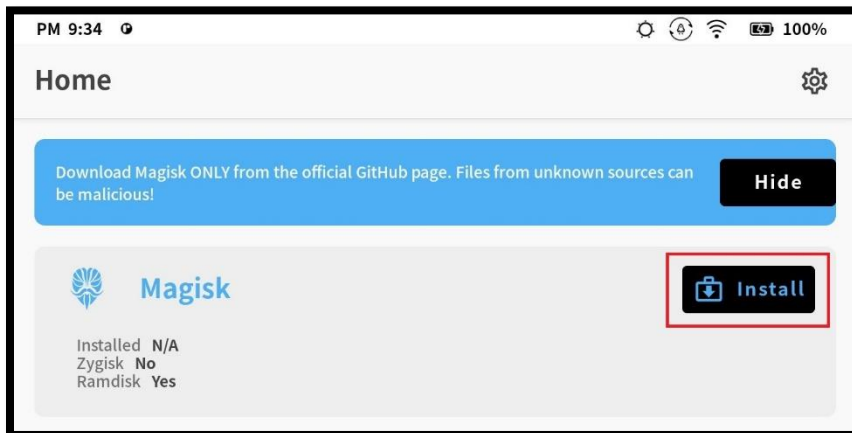 PM 9:34
100%
Home
Download Magisk ONLY from the official GitHub page. Files from unknown sources can
be malicious!
Hide
Magisk
Install
Installed N/A
Zygisk No
Ramdisk Yes